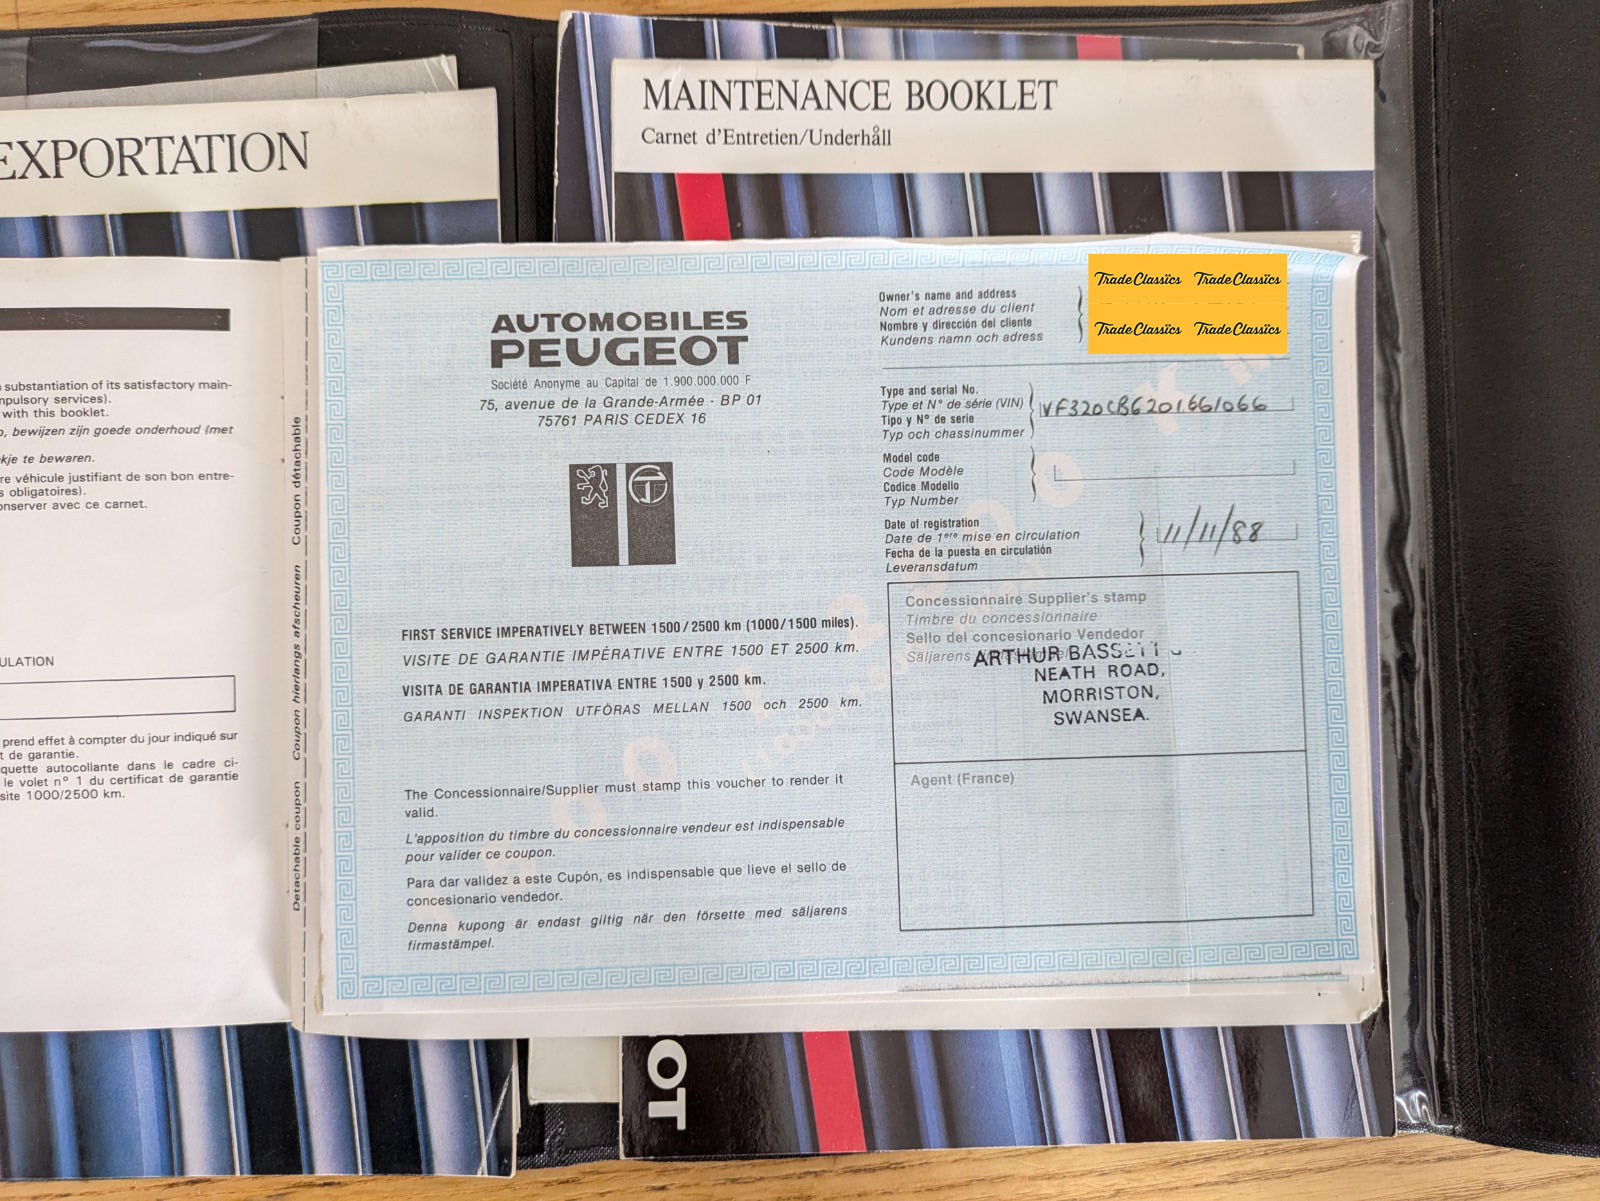 EXPORTATION
substantiation of its satisfactory main-
mpulsory services).
with this booklet.
bewijzen zijn goede onderhoud (met
kje te bewaren.
re véhicule justifiant de son bon entre-
s obligatoires).
onserver avec ce carnet.
ULATION
prend effet à compter du jour indiqué sur
t de garantie.
quette autocollante dans le cadre ci-
le volet nº 1 du certificat de garantie
site 1000/2500 km.
Detachable coupon Coupon hierlangs afscheuren Coupon détachable
MAINTENANCE BOOKLET
Carnet d'Entretien/Underhåll
AUTOMOBILES
PEUGEOT
Société Anonyme au Capital de 1.900.000.000 F
75, avenue de la Grande-Armée - BP 01
75761 PARIS CEDEX 16
FIRST SERVICE IMPERATIVELY BETWEEN 1500/2500 km (1000/1500 miles).
VISITE DE GARANTIE IMPÉRATIVE ENTRE 1500 ET 2500 km.
VISITA DE GARANTIA IMPERATIVA ENTRE 1500 y 2500 km.
GARANTI INSPEKTION UTFÖRAS MELLAN 1500 och 2500 km.
The Concessionnaire/Supplier must stamp this voucher to render it
valid.
L'apposition du timbre du concessionnaire vendeur est indispensable
pour valider ce coupon.
Para dar validez a este Cupón, es indispensable que lieve el sello de
concesionario vendedor.
Denna kupong är endast giltig när den försette med säljarens
firmastämpel.
Owner's name and address
Nom et adresse du client
Nombre y dirección del cliente
Kundens namn och adress
Trade Classics Trade Classics
Trade Classics Trade Classics
Type and serial No.
Type et N° de série (VIN)
Tipo y N° de serie
Typ och chassinummer
VF320CB6201661066
Model code
Code Modèle
Codice Modello
Typ Number
Date of registration
Date de 1ère mise en circulation
Fecha de la puesta en circulatión
Leveransdatum
11/11/88
Concessionnaire Supplier's stamp
Timbre du concessionnaire
Sello del concesionario Vendedor
Säljarens
ARTHUR BASSETT
NEATH ROAD,
MORRISTON,
SWANSEA.
Agent (France)
OT